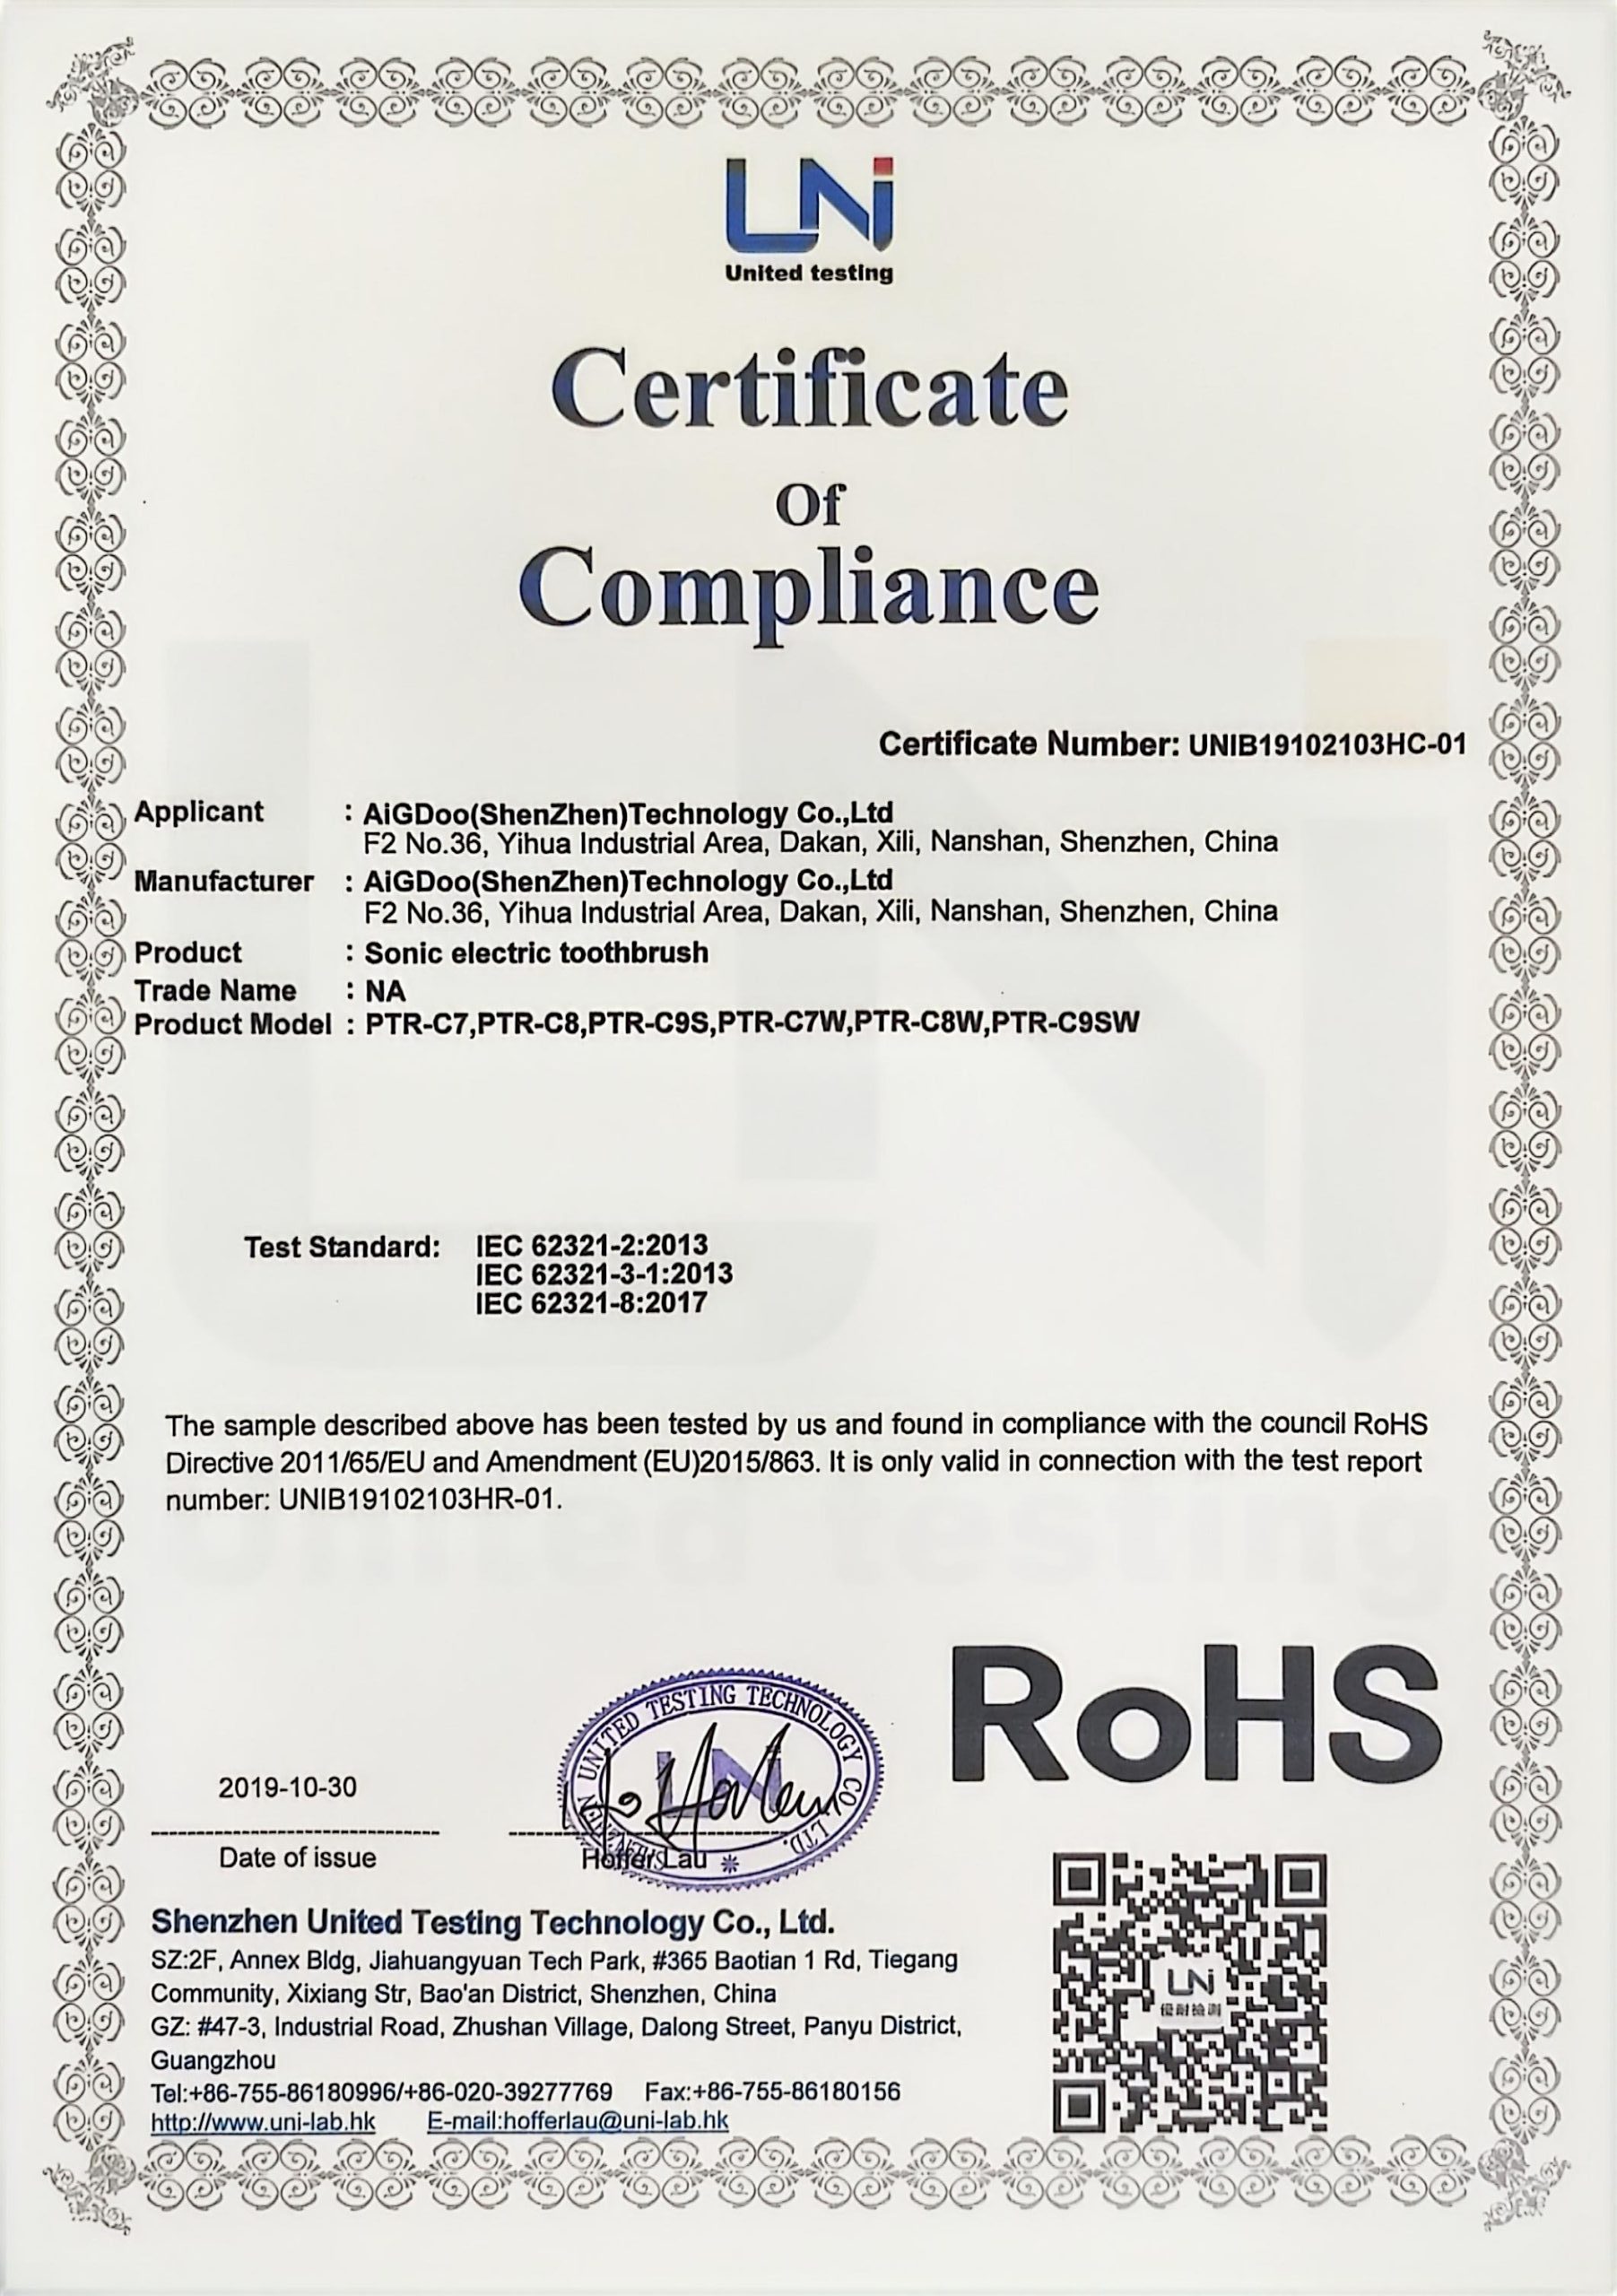 UNi
United testing
Certificate
Of
Compliance
Certificate Number: UNIB19102103HC-01
Applicant : AiGDoo(ShenZhen)Technology Co.,Ltd
F2 No.36, Yihua Industrial Area, Dakan, Xili, Nanshan, Shenzhen, China
Manufacturer : AiGDoo(ShenZhen)Technology Co.,Ltd
F2 No.36, Yihua Industrial Area, Dakan, Xili, Nanshan, Shenzhen, China
Product : Sonic electric toothbrush
Trade Name : NA
Product Model : PTR-C7,PTR-C8,PTR-C9S,PTR-C7W,PTR-C8W,PTR-C9SW
Test Standard: IEC 62321-2:2013
IEC 62321-3-1:2013
IEC 62321-8:2017
The sample described above has been tested by us and found in compliance with the council RoHS
Directive 2011/65/EU and Amendment (EU)2015/863. It is only valid in connection with the test report
number: UNIB19102103HR-01.
United testing
RoHS
SHENZHEN UNITED TESTING TECHNOLOGY CO., LTD.
2019-10-30
Date of issue
Hoffer Lau
Shenzhen United Testing Technology Co., Ltd.
SZ:2F, Annex Bldg, Jiahuangyuan Tech Park, #365 Baotian 1 Rd, Tiegang
Community, Xixiang Str, Bao'an District, Shenzhen, China
GZ: #47-3, Industrial Road, Zhushan Village, Dalong Street, Panyu District,
Guangzhou
Tel:+86-755-86180996/+86-020-39277769 Fax:+86-755-86180156
http://www.uni-lab.hk E-mail:hofferlau@uni-lab.hk
UNi
优耐检测